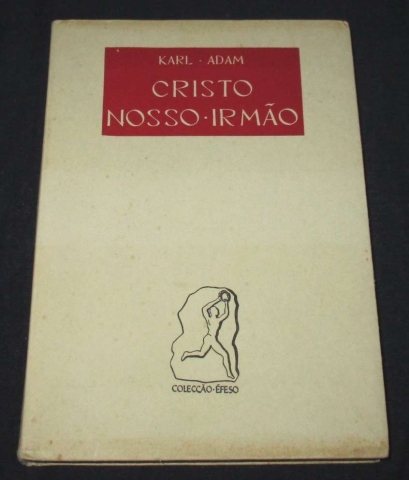 KARL · ADAM
CRISTO
NOSSO · IRMÃO
COLECÇÃO · ÉFESO